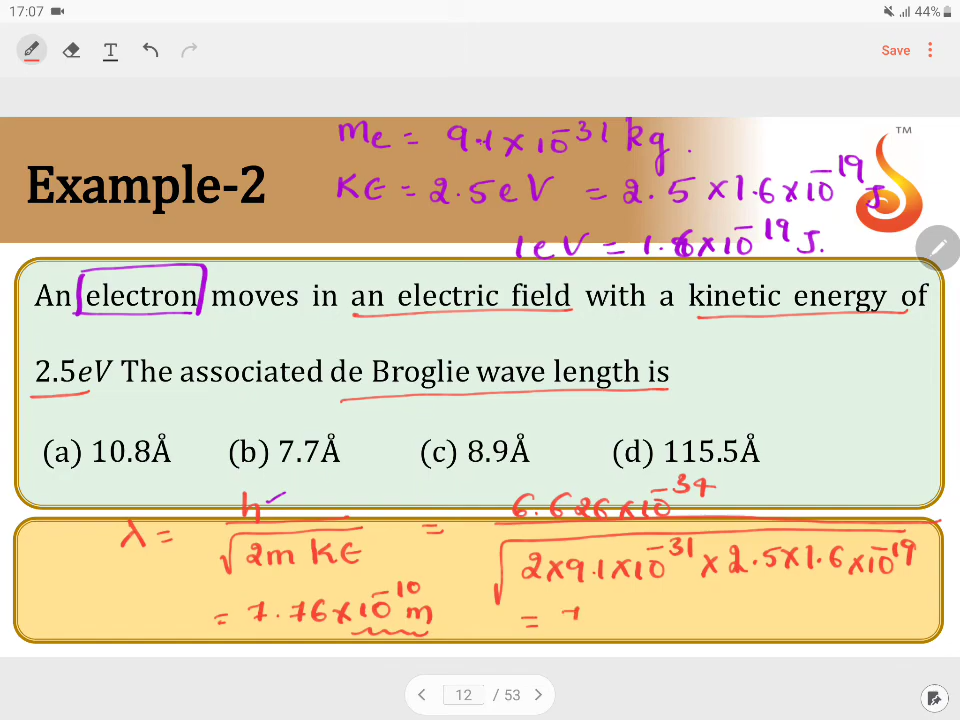 17:07 44%
T Save
TM
mₑ = 9.1 × 10⁻³¹ kg.
Example-2
KE = 2.5 eV = 2.5 × 1.6 × 10⁻¹⁹ J
1eV = 1.6 × 10⁻¹⁹ J.
An electron moves in an electric field with a kinetic energy of
2.5eV The associated de Broglie wave length is
(a) 10.8Å (b) 7.7Å (c) 8.9Å (d) 115.5Å
λ = h / √(2m KE) = 6.626 × 10⁻³⁴ / √(2 × 9.1 × 10⁻³¹ × 2.5 × 1.6 × 10⁻¹⁹)
= 7.76 × 10⁻¹⁰ m = 7
12 / 53